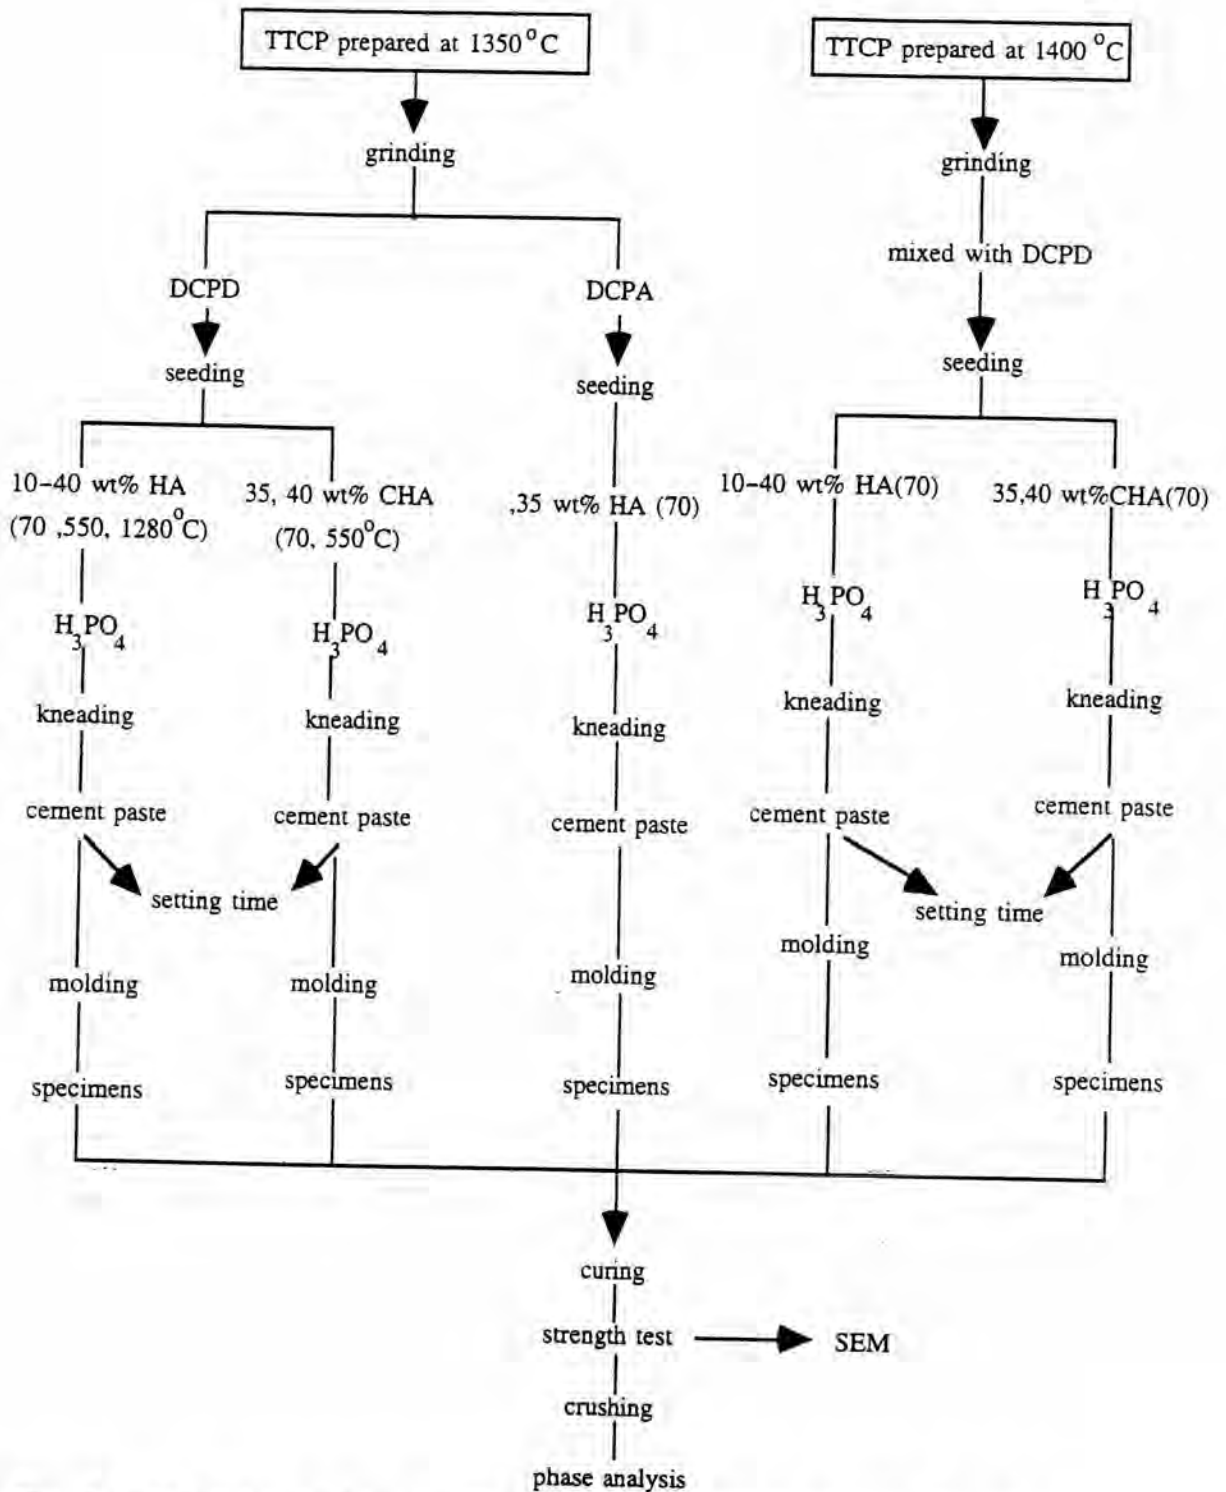 TTCP prepared at 1350°C
TTCP prepared at 1400 °C
grinding
grinding
mixed with DCPD
DCPD
DCPA
seeding
seeding
seeding
10-40 wt% HA
(70 ,550, 1280°C)
35, 40 wt% CHA
(70, 550°C)
,35 wt% HA (70)
10-40 wt% HA(70)
35,40 wt%CHA(70)
H3PO4
H3PO4
H3PO4
H3PO4
H3PO4
kneading
kneading
kneading
kneading
kneading
cement paste
cement paste
cement paste
cement paste
cement paste
setting time
setting time
molding
molding
molding
molding
molding
specimens
specimens
specimens
specimens
specimens
curing
strength test
SEM
crushing
phase analysis